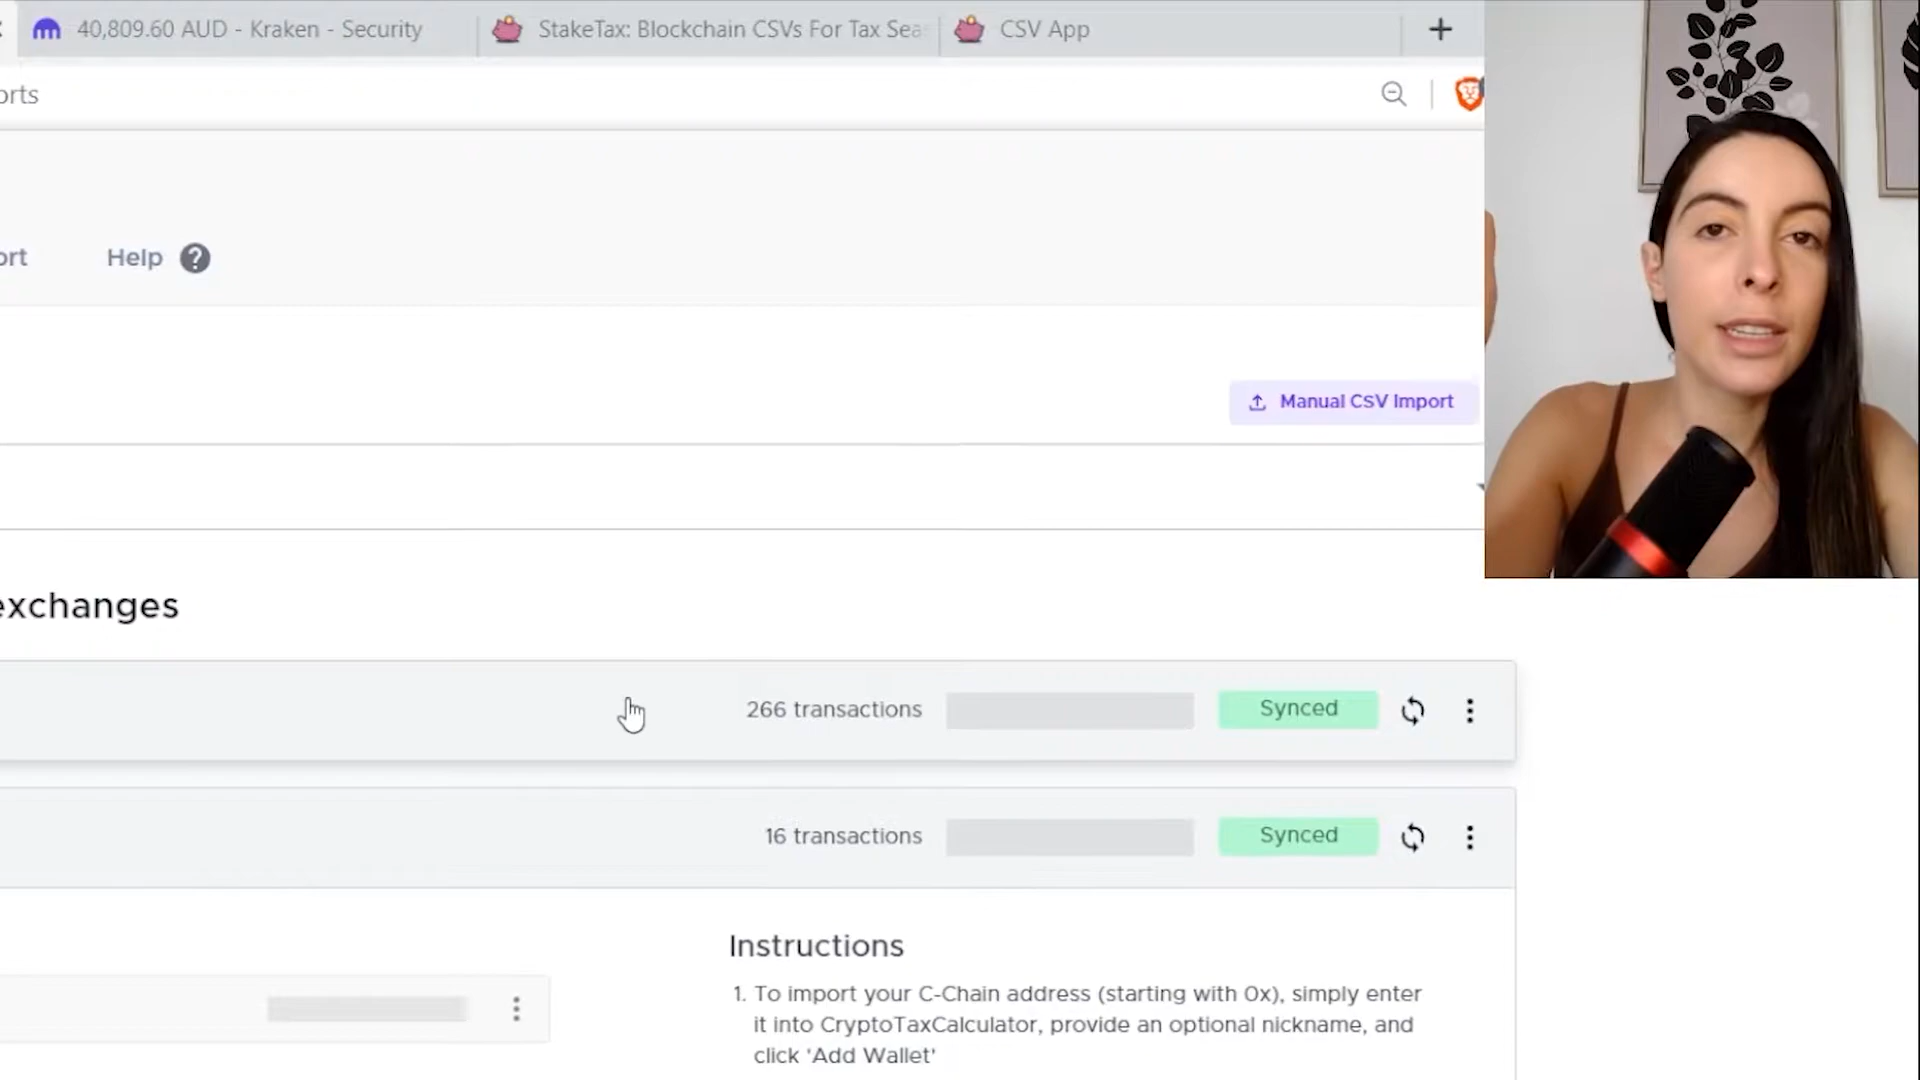 40,809.60 AUD - Kraken - Security
StakeTax: Blockchain CSVs For Tax Sea
CSV App
orts
ort
Help
Manual CSV Import
exchanges
266 transactions
Synced
16 transactions
Synced
Instructions
1. To import your C-Chain address (starting with 0x), simply enter
it into CryptoTaxCalculator, provide an optional nickname, and
click 'Add Wallet'